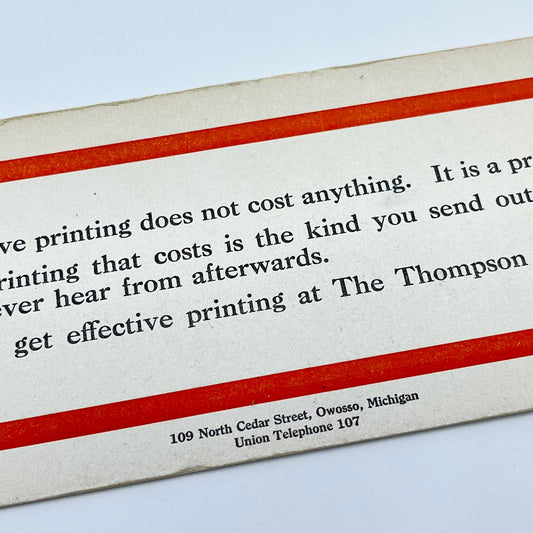 ve printing does not cost anything. It is a pr
rinting that costs is the kind you send out
ever hear from afterwards.
get effective printing at The Thompson
109 North Cedar Street, Owosso, Michigan
Union Telephone 107